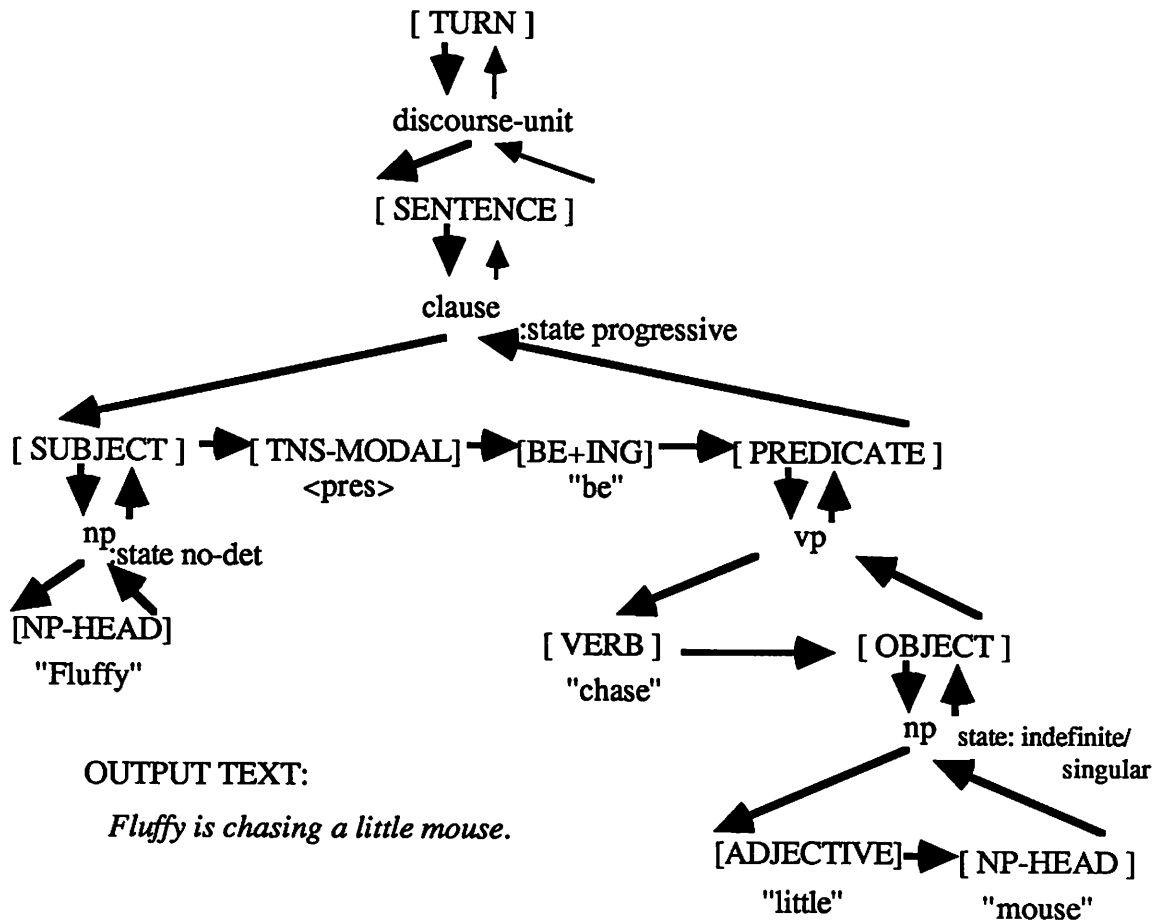 [ TURN ]
discourse-unit
[ SENTENCE ]
clause
:state progressive
[ SUBJECT ] [ TNS-MODAL] [BE+ING] [ PREDICATE ]
<pres> "be"
np
:state no-det
vp
[NP-HEAD]
"Fluffy"
[ VERB ] [ OBJECT ]
"chase"
np state: indefinite/
singular
OUTPUT TEXT:
Fluffy is chasing a little mouse.
[ADJECTIVE] [ NP-HEAD ]
"little" "mouse"